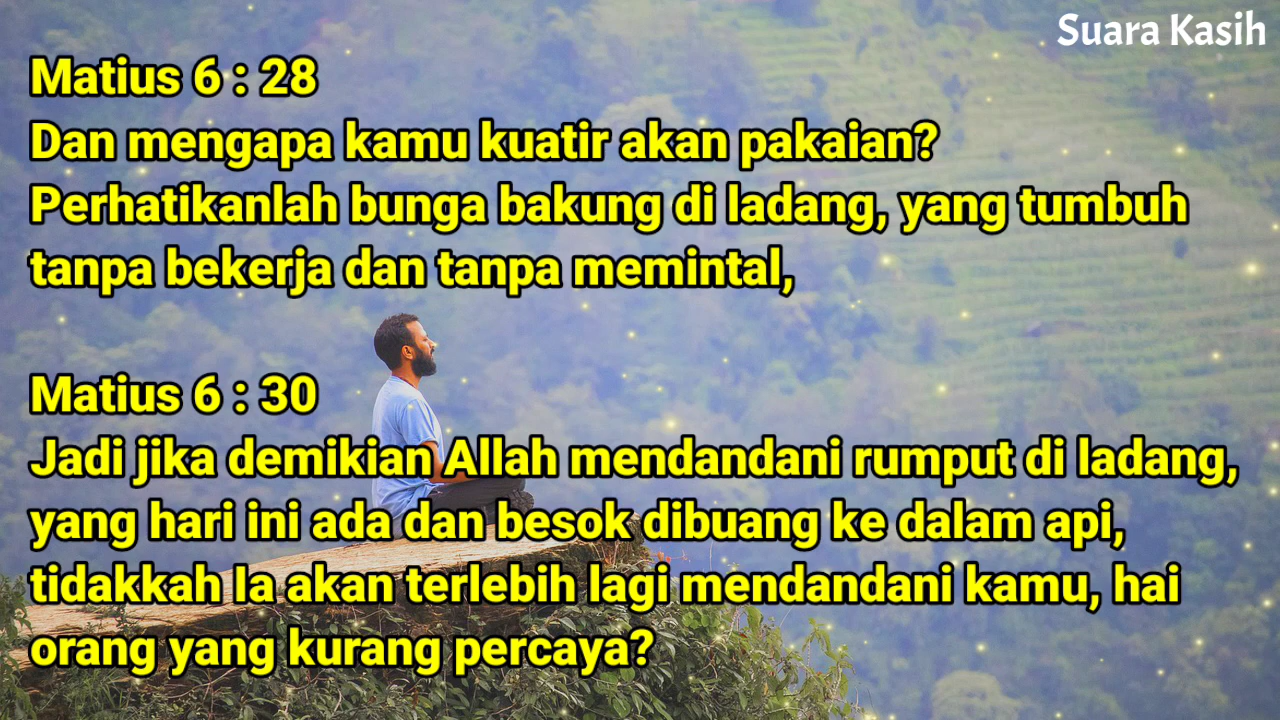 Suara Kasih
Matius 6 : 28
Dan mengapa kamu kuatir akan pakaian?
Perhatikanlah bunga bakung di ladang, yang tumbuh
tanpa bekerja dan tanpa memintal,
Matius 6 : 30
Jadi jika demikian Allah mendandani rumput di ladang,
yang hari ini ada dan besok dibuang ke dalam api,
tidakkah Ia akan terlebih lagi mendandani kamu, hai
orang yang kurang percaya?